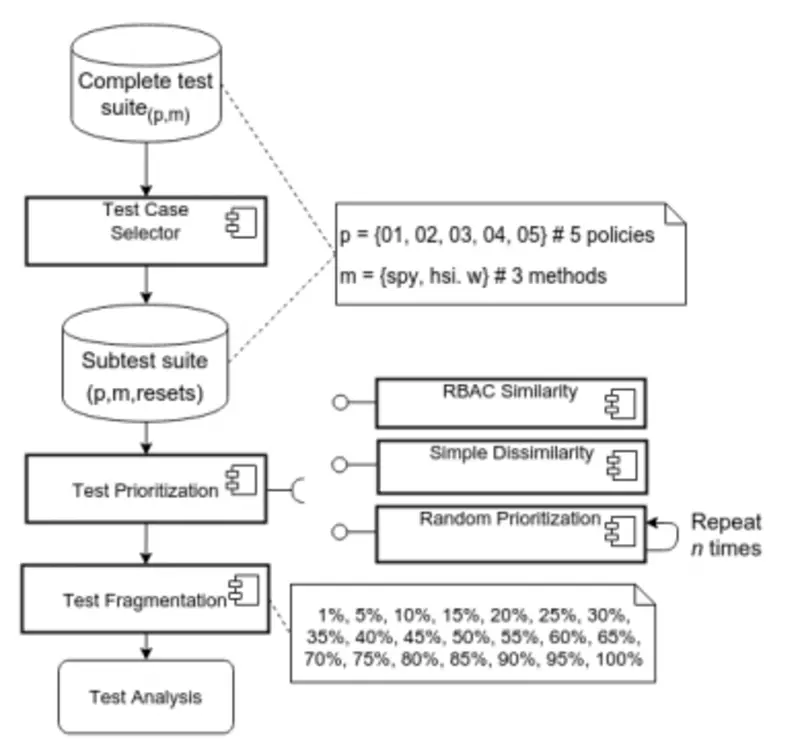 Complete test
suite(p,m)
Test Case
Selector
p = {01, 02, 03, 04, 05} # 5 policies
m = {spy, hsi. w} # 3 methods
Subtest suite
(p,m,resets)
RBAC Similarity
Simple Dissimilarity
Test Prioritization
Random Prioritization
Repeat
n times
Test Fragmentation
1%, 5%, 10%, 15%, 20%, 25%, 30%,
35%, 40%, 45%, 50%, 55%, 60%, 65%,
70%, 75%, 80%, 85%, 90%, 95%, 100%
Test Analysis